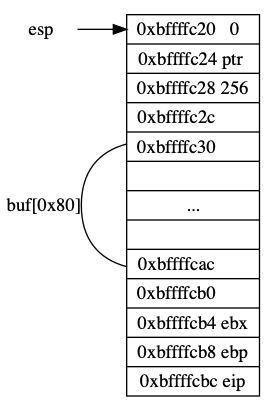 esp
0xbffffc20 0
0xbffffc24 ptr
0xbffffc28 256
0xbffffc2c
0xbffffc30
buf[0x80]
...
0xbffffcac
0xbffffcb0
0xbffffcb4 ebx
0xbffffcb8 ebp
0xbffffcbc eip